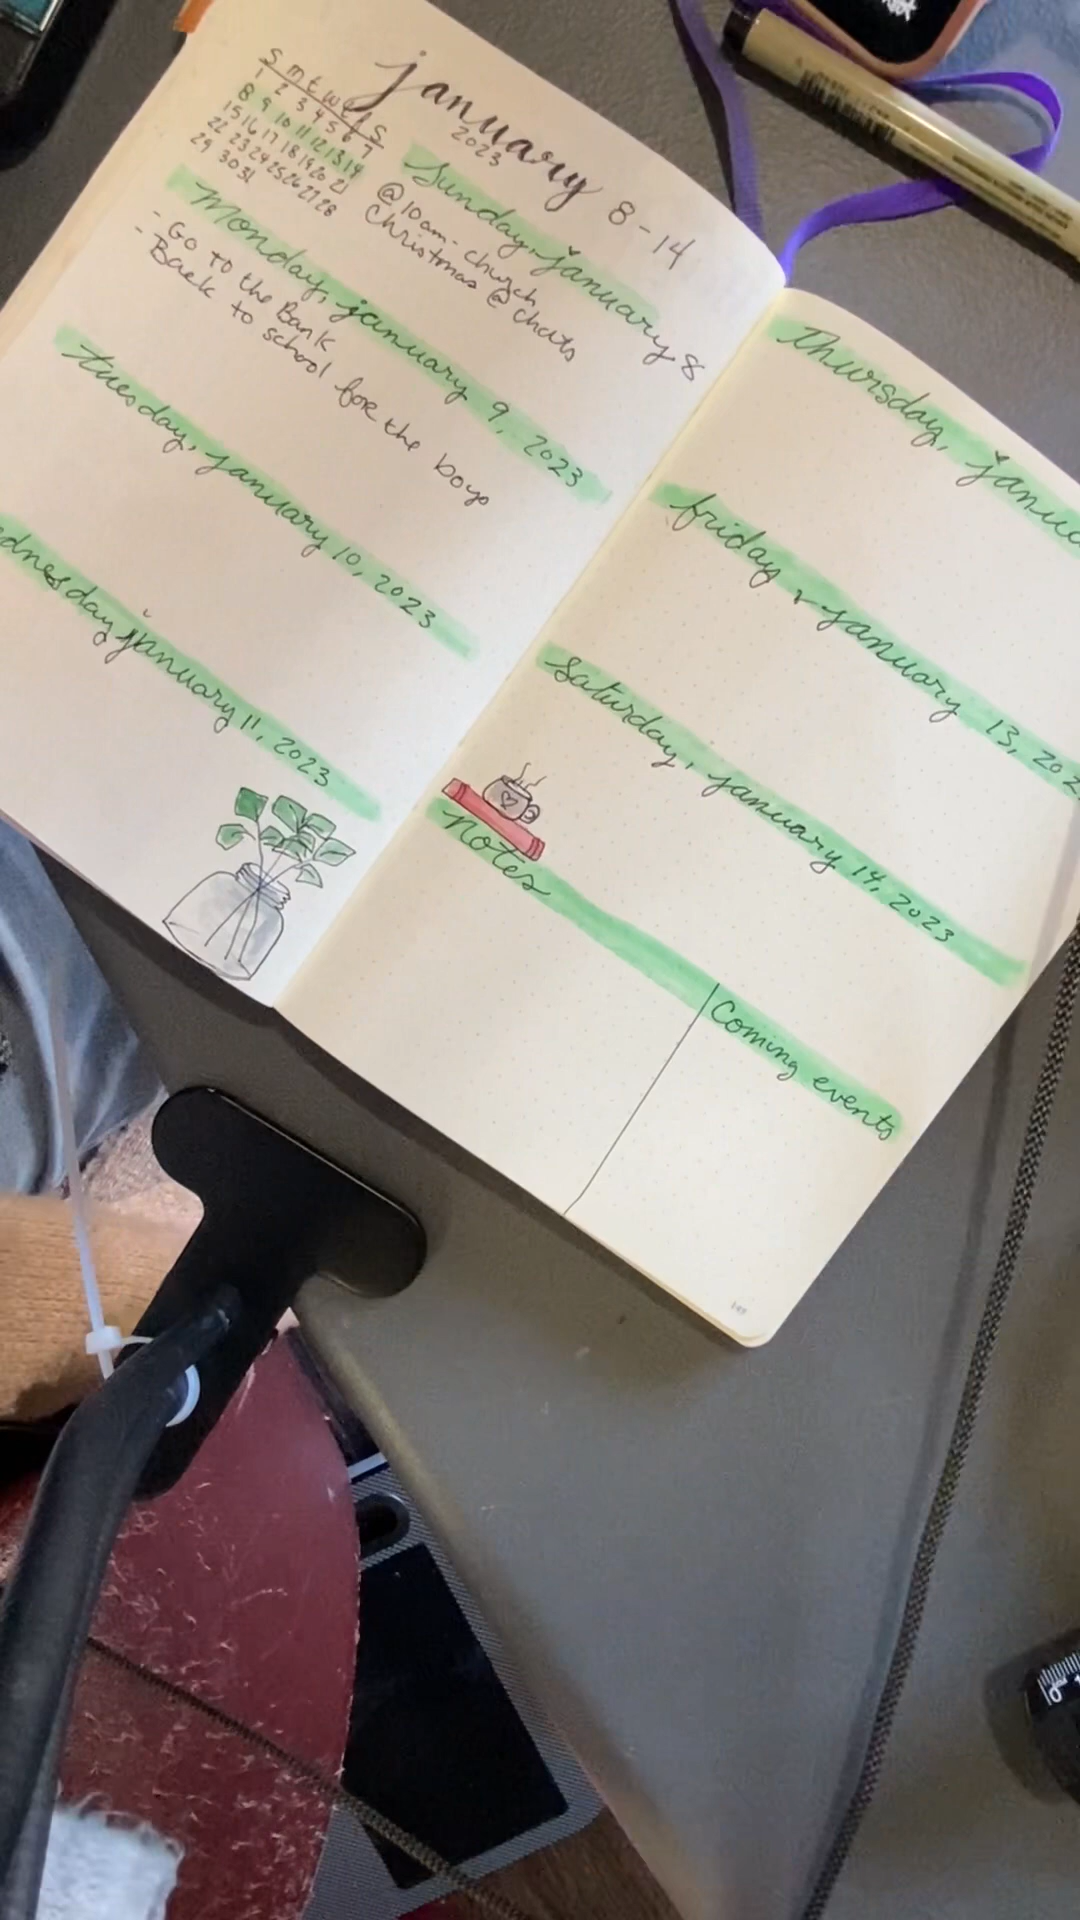 january 8-14
2023
S M T W T F S
1 2 3 4 5 6 7
8 9 10 11 12 13 14
15 16 17 18 19 20 21
22 23 24 25 26 27 28
29 30 31
Sunday, january 8
@10am - church
Christmas @
Monday, january 9, 2023
- Go to the Bank
- Back to school for the boys
tuesday, january 10, 2023
ednesday january 11, 2023
Thursday, janua
friday, january 13, 202
Saturday, january 14, 2023
Notes
Coming events